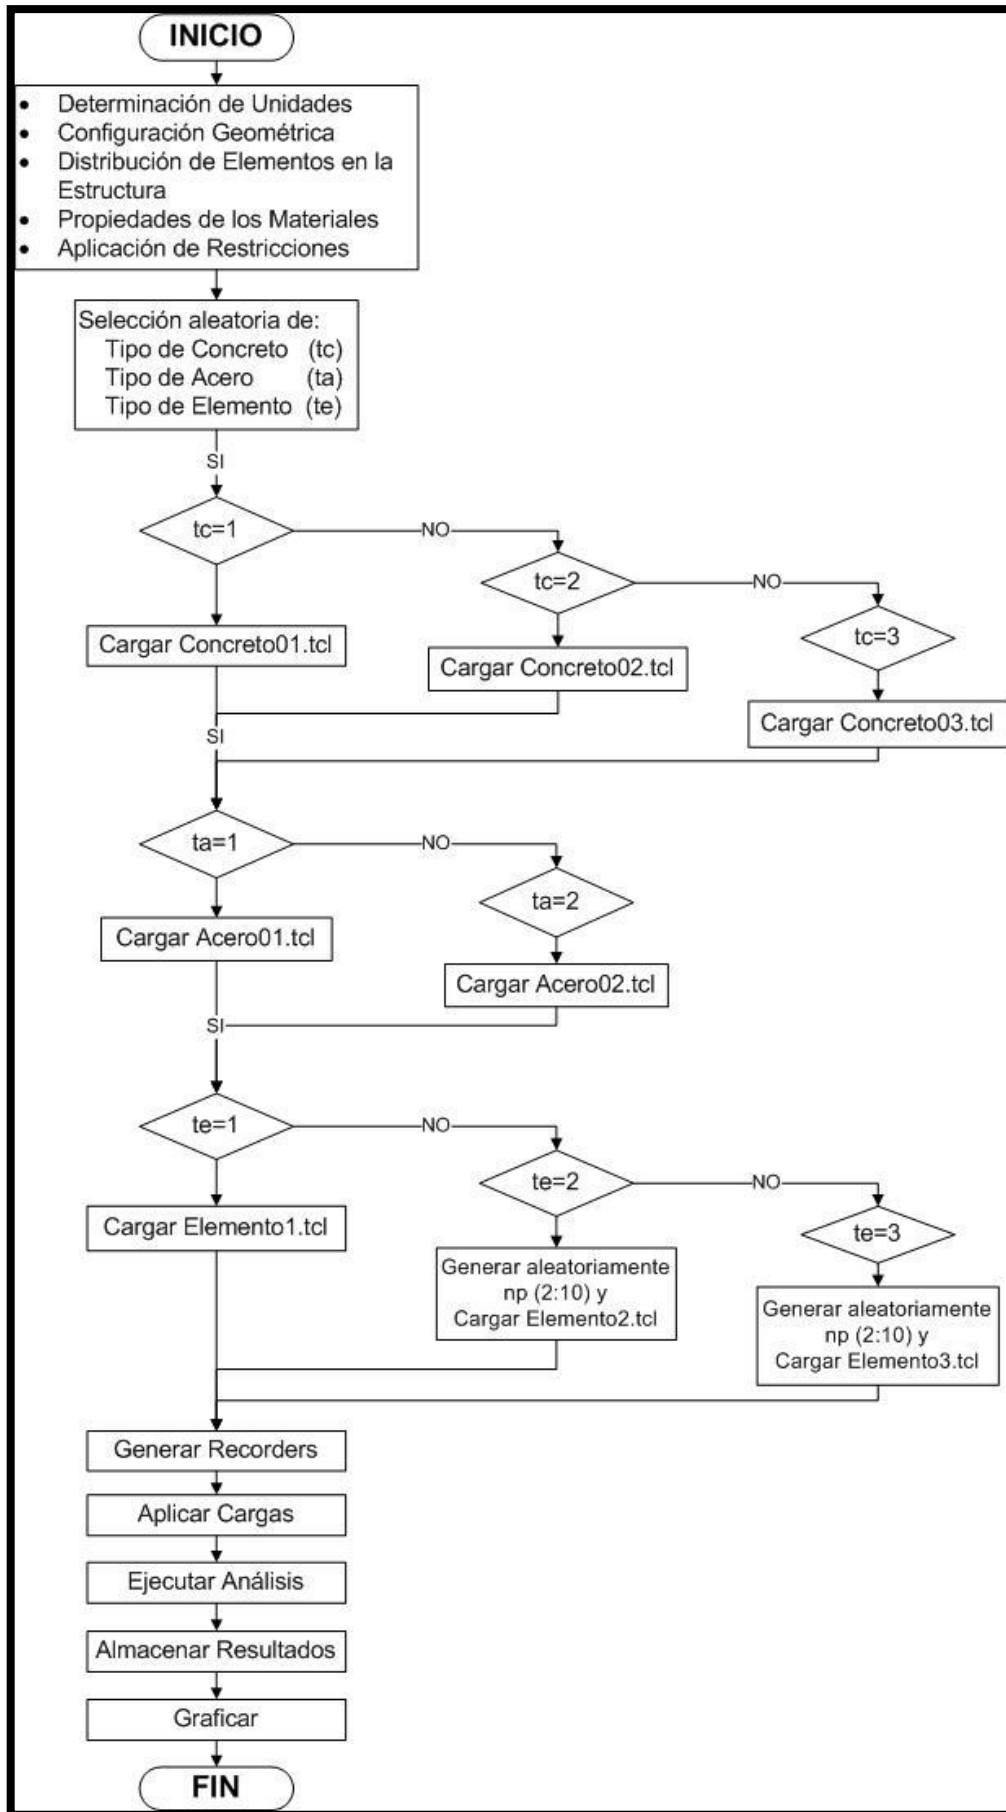 INICIO
• Determinación de Unidades
• Configuración Geométrica
• Distribución de Elementos en la
Estructura
• Propiedades de los Materiales
• Aplicación de Restricciones
Selección aleatoria de:
Tipo de Concreto (tc)
Tipo de Acero (ta)
Tipo de Elemento (te)
SI
tc=1
NO
tc=2
NO
tc=3
Cargar Concreto01.tcl
Cargar Concreto02.tcl
Cargar Concreto03.tcl
SI
ta=1
NO
ta=2
Cargar Acero01.tcl
Cargar Acero02.tcl
SI
te=1
NO
te=2
NO
te=3
Cargar Elemento1.tcl
Generar aleatoriamente
np (2:10) y
Cargar Elemento2.tcl
Generar aleatoriamente
np (2:10) y
Cargar Elemento3.tcl
Generar Recorders
Aplicar Cargas
Ejecutar Análisis
Almacenar Resultados
Graficar
FIN